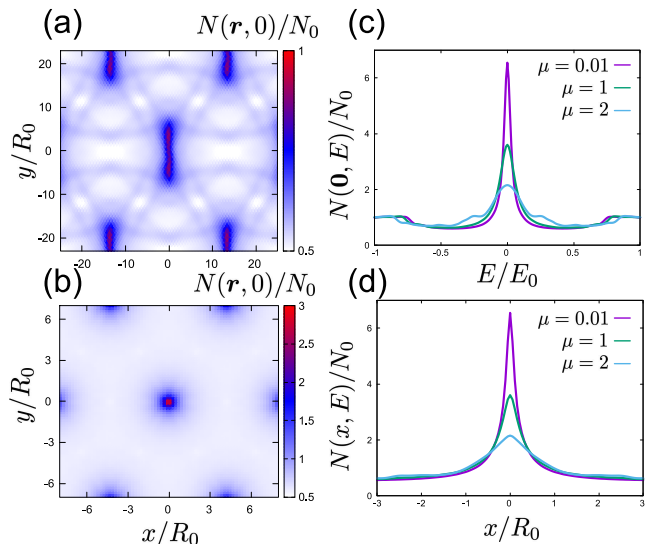 (a)
N(r, 0)/N₀
1
0.5
20
10
0
-10
-20
y/R₀
-20
-10
0
10
20
(b)
N(r, 0)/N₀
3
2.5
2
1.5
1
0.5
6
3
0
-3
-6
y/R₀
-6
-3
0
3
6
x/R₀
(c)
μ = 0.01
μ = 1
μ = 2
6
4
2
0
N(0, E)/N₀
-1
-0.5
0
0.5
1
E/E₀
(d)
μ = 0.01
μ = 1
μ = 2
6
4
2
0
N(x, E)/N₀
-3
-2
-1
0
1
2
3
x/R₀